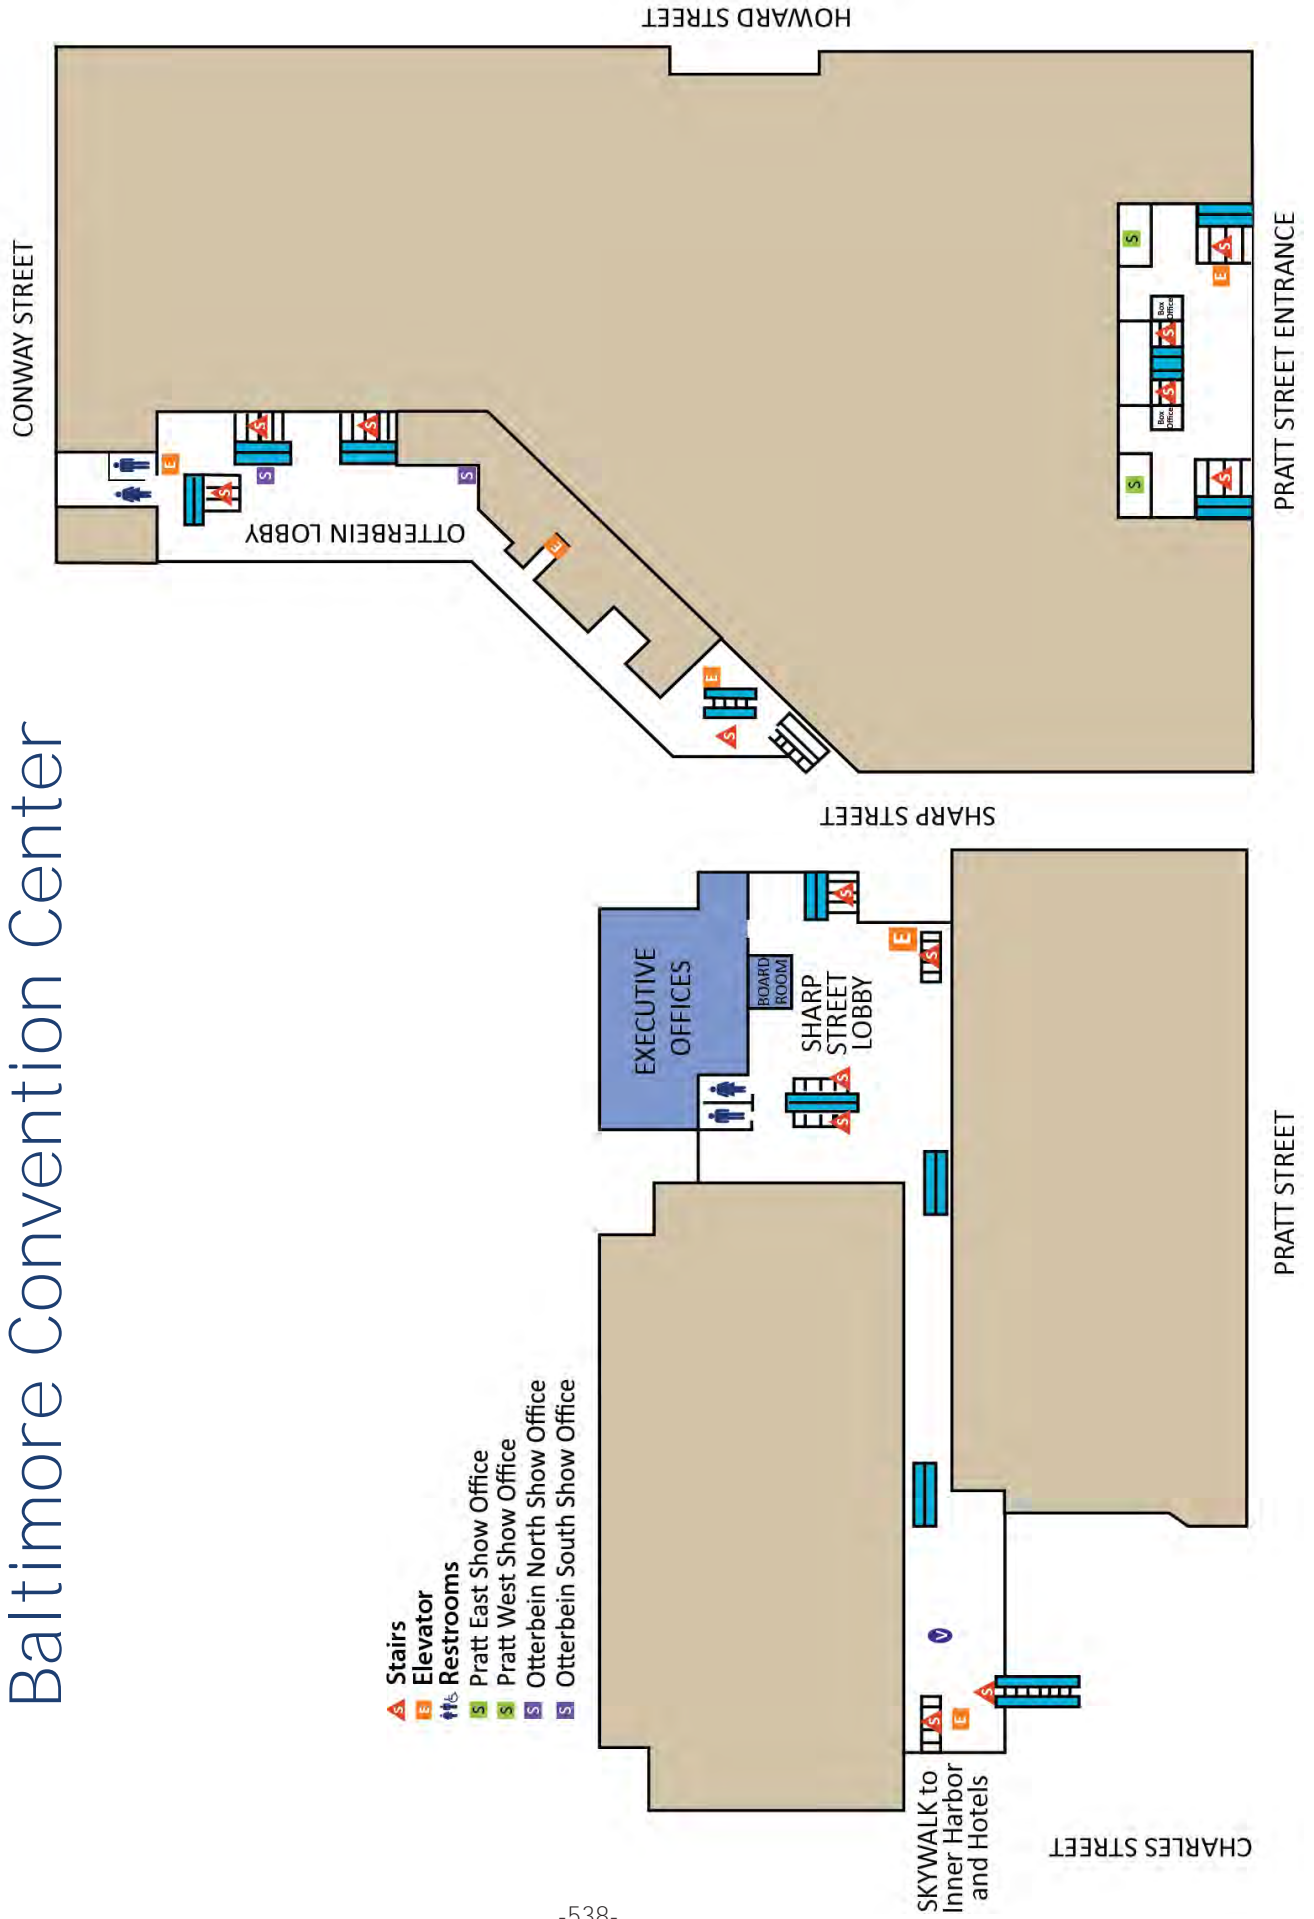 Baltimore Convention Center
S Stairs
E Elevator
Restrooms
S Pratt East Show Office
S Pratt West Show Office
S Otterbein North Show Office
S Otterbein South Show Office
HOWARD STREET
CONWAY STREET
E
S
S
S
S
S
OTTERBEIN LOBBY
E
E
S
S
S
E
Box
Office
S
S
Box
Office
S
S
PRATT STREET ENTRANCE
SHARP STREET
EXECUTIVE
OFFICES
BOARD
ROOM
SHARP
STREET
LOBBY
S
E
S
S
S
PRATT STREET
V
S
S
E
SKYWALK to
Inner Harbor
and Hotels
CHARLES STREET
-538-